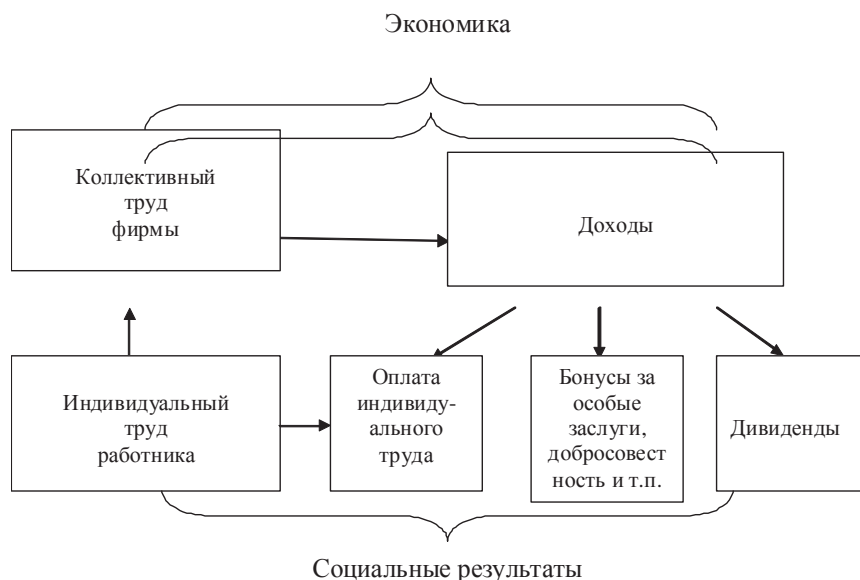 Экономика
Коллективный
труд
фирмы
Доходы
Индивидуальный
труд
работника
Оплата
индивиду-
ального
труда
Бонусы за
особые
заслуги,
добросовест
ность и т.п.
Дивиденды
Социальные результаты